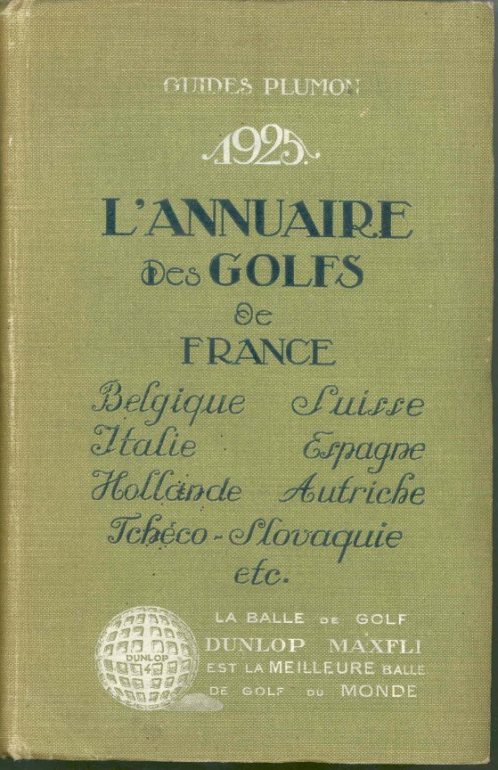 GUIDES PLUMON
1925.
L'ANNUAIRE
Des GOLFS
De
FRANCE
Belgique Suisse
Italie Espagne
Hollande Autriche
Tchéco-Slovaquie
etc.
LA BALLE DE GOLF
DUNLOP MAXFLI
EST LA MEILLEURE BALLE
DE GOLF DU MONDE
DUNLOP